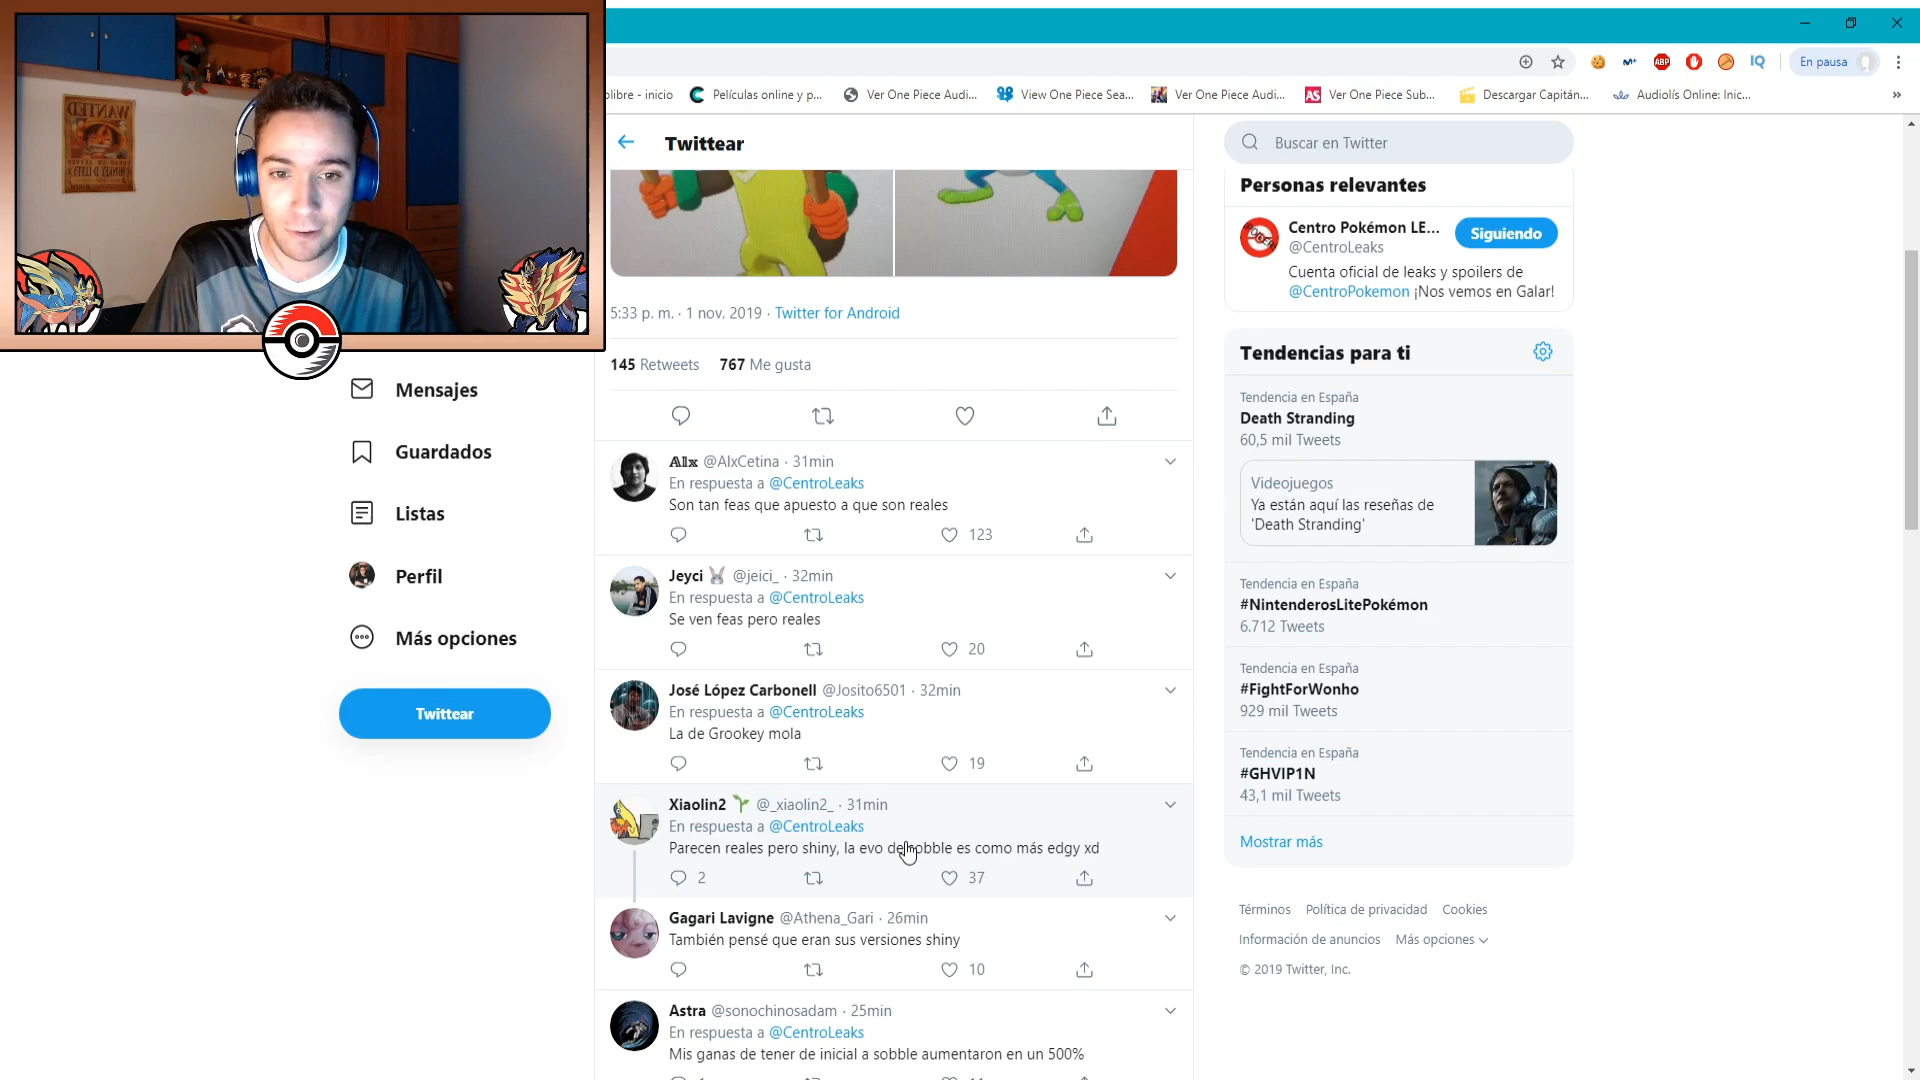 WANTED
En pausa
olibre - inicio
Películas online y p...
Ver One Piece Audi...
View One Piece Sea...
Ver One Piece Audi...
AS
Ver One Piece Sub...
Descargar Capitán...
Audiolís Online: Inic...
»
ABP
IQ
Twittear
Buscar en Twitter
Personas relevantes
Centro Pokémon LE...
@CentroLeaks
Siguiendo
Cuenta oficial de leaks y spoilers de
@CentroPokemon ¡Nos vemos en Galar!
5:33 p. m. · 1 nov. 2019 · Twitter for Android
145 Retweets 767 Me gusta
Mensajes
Guardados
Listas
Perfil
Más opciones
Twittear
𝔸𝕝𝕩 @AlxCetina · 31min
En respuesta a @CentroLeaks
Son tan feas que apuesto a que son reales
123
Jeyci @jeici_ · 32min
En respuesta a @CentroLeaks
Se ven feas pero reales
20
José López Carbonell @Josito6501 · 32min
En respuesta a @CentroLeaks
La de Grookey mola
19
Xiaolin2 @_xiaolin2_ · 31min
En respuesta a @CentroLeaks
Parecen reales pero shiny, la evo de sobble es como más edgy xd
2
37
Gagari Lavigne @Athena_Gari · 26min
También pensé que eran sus versiones shiny
10
Astra @sonochinosadam · 25min
En respuesta a @CentroLeaks
Mis ganas de tener de inicial a sobble aumentaron en un 500%
Tendencias para ti
Tendencia en España
Death Stranding
60,5 mil Tweets
Videojuegos
Ya están aquí las reseñas de
'Death Stranding'
Tendencia en España
#NintenderosLitePokémon
6.712 Tweets
Tendencia en España
#FightForWonho
929 mil Tweets
Tendencia en España
#GHVIP1N
43,1 mil Tweets
Mostrar más
Términos Política de privacidad Cookies
Información de anuncios Más opciones
© 2019 Twitter, Inc.